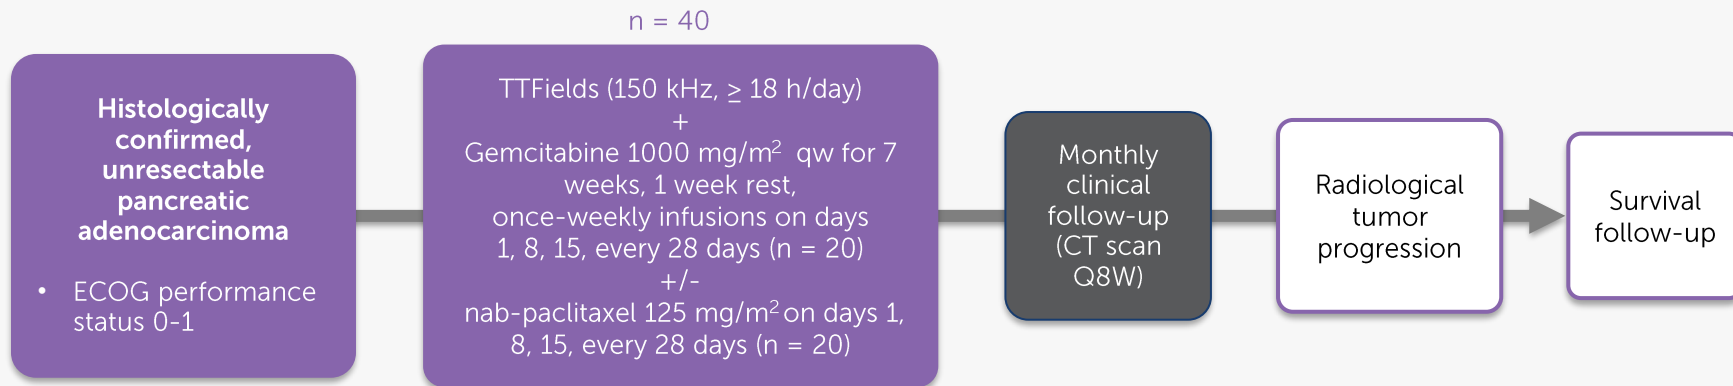 n = 40
Histologically
confirmed,
unresectable
pancreatic
adenocarcinoma
• ECOG performance
status 0-1
TTFields (150 kHz, ≥ 18 h/day)
+
Gemcitabine 1000 mg/m² qw for 7
weeks, 1 week rest,
once-weekly infusions on days
1, 8, 15, every 28 days (n = 20)
+/-
nab-paclitaxel 125 mg/m² on days 1,
8, 15, every 28 days (n = 20)
Monthly
clinical
follow-up
(CT scan
Q8W)
Radiological
tumor
progression
Survival
follow-up